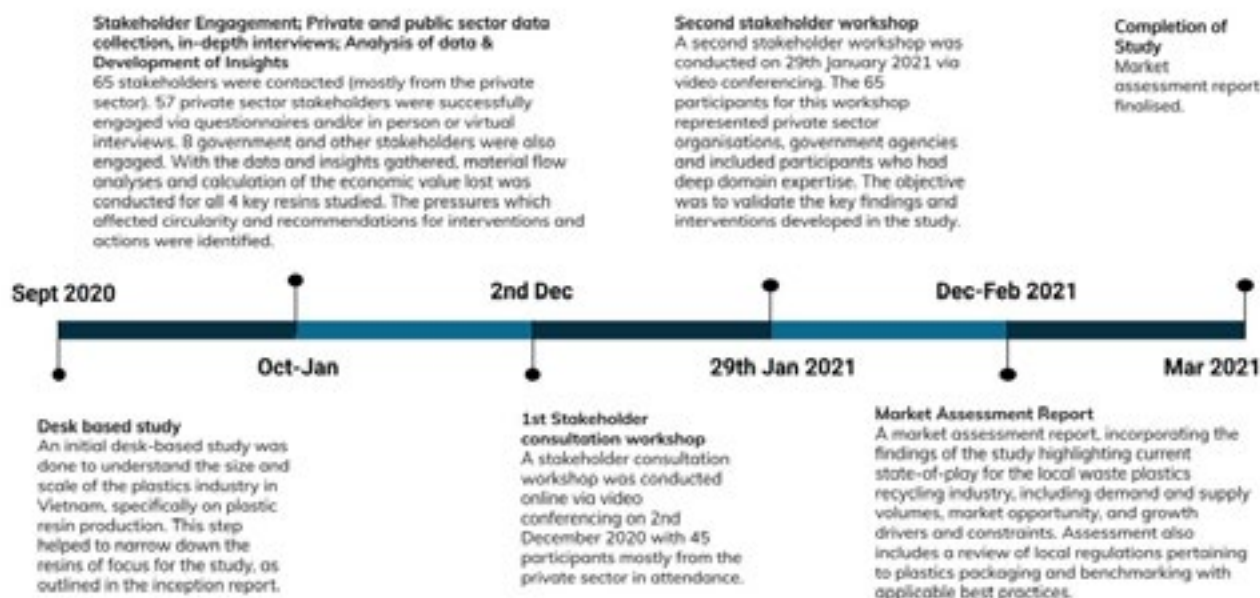 Stakeholder Engagement; Private and public sector data
collection, in-depth interviews; Analysis of data &
Development of Insights
65 stakeholders were contacted (mostly from the private
sector). 57 private sector stakeholders were successfully
engaged via questionnaires and/or in person or virtual
interviews. 8 government and other stakeholders were also
engaged. With the data and insights gathered, material flow
analyses and calculation of the economic value lost was
conducted for all 4 key resins studied. The pressures which
affected circularity and recommendations for interventions and
actions were identified.
Second stakeholder workshop
A second stakeholder workshop was
conducted on 29th January 2021 via
video conferencing. The 65
participants for this workshop
represented private sector
organisations, government agencies
and included participants who had
deep domain expertise. The objective
was to validate the key findings and
interventions developed in the study.
Completion of
Study
Market
assessment report
finalised.
Sept 2020
2nd Dec
Dec-Feb 2021
Oct-Jan
29th Jan 2021
Mar 2021
Desk based study
An initial desk-based study was
done to understand the size and
scale of the plastics industry in
Vietnam, specifically on plastic
resin production. This step
helped to narrow down the
resins of focus for the study, as
outlined in the inception report.
1st Stakeholder
consultation workshop
A stakeholder consultation
workshop was conducted
online via video
conferencing on 2nd
December 2020 with 45
participants mostly from the
private sector in attendance.
Market Assessment Report
A market assessment report, incorporating the
findings of the study highlighting current
state-of-play for the local waste plastics
recycling industry, including demand and supply
volumes, market opportunity, and growth
drivers and constraints. Assessment also
includes a review of local regulations pertaining
to plastics packaging and benchmarking with
applicable best practices.